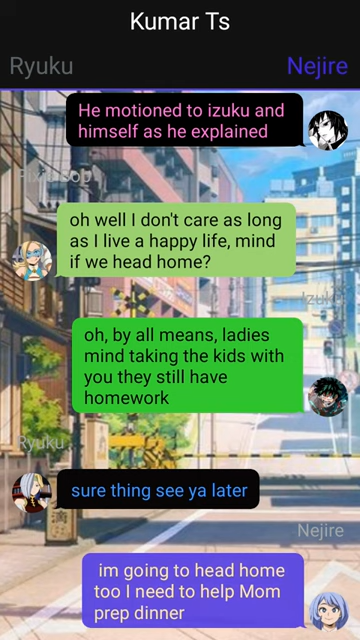 Kumar Ts
Ryuku
Nejire
He motioned to izuku and
himself as he explained
Pixie Bop
oh well I don't care as long
as I live a happy life, mind
if we head home?
Izuku
oh, by all means, ladies
mind taking the kids with
you they still have
homework
Ryuku
sure thing see ya later
Nejire
im going to head home
too I need to help Mom
prep dinner